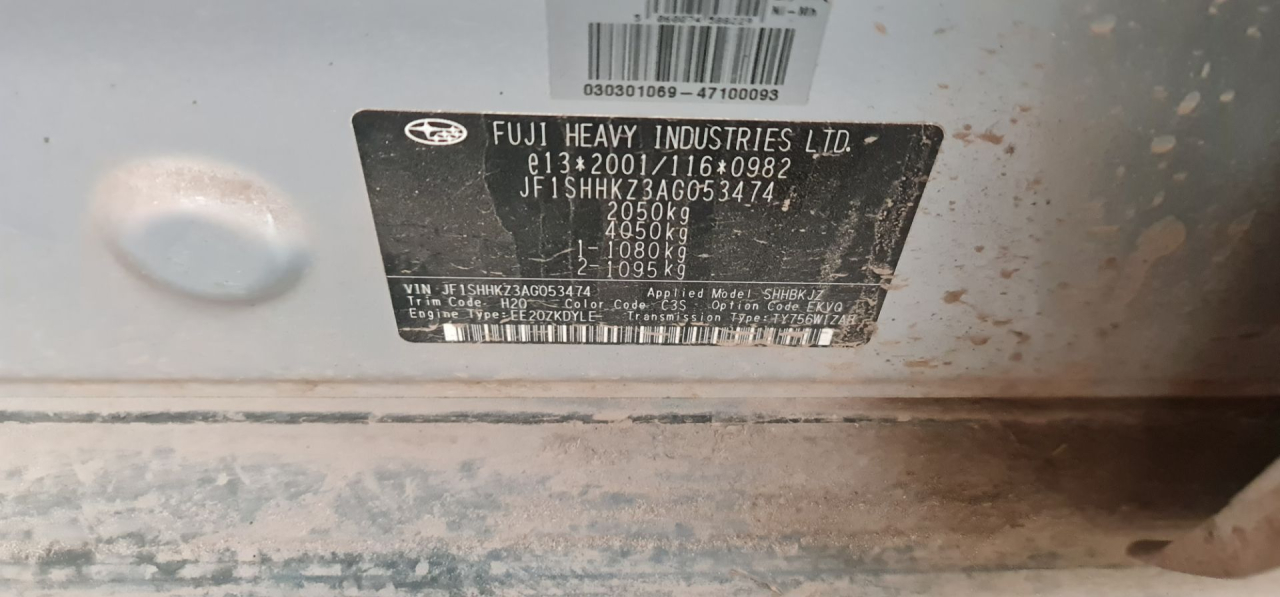 030301069-47100093
FUJI HEAVY INDUSTRIES LTD.
e13*2001/116*0982
JF1SHHKZ3AG053474
2050kg
4050kg
1-1080kg
2-1095kg
VIN JF1SHHKZ3AG053474 Applied Model SHHBKJZ
Trim Code H20 Color Code C3S Option Code EKVQ
Engine Type: EE20ZKDYLE Transmission Type: